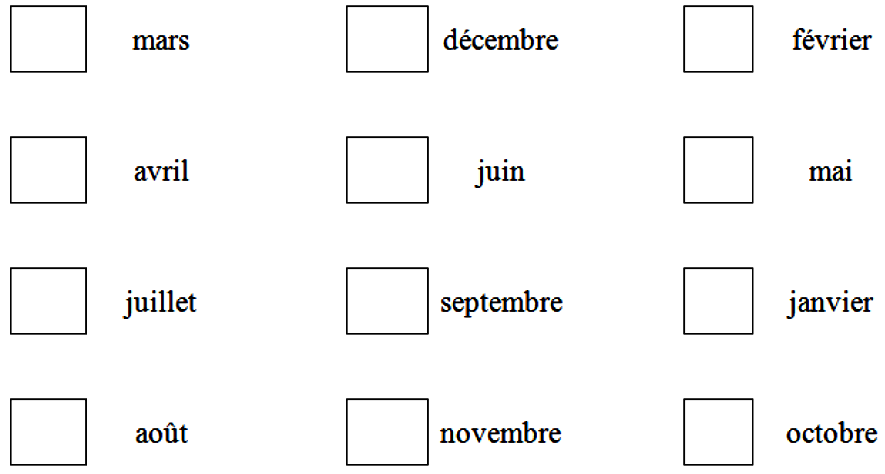 mars décembre février
avril juin mai
juillet septembre janvier
août novembre octobre